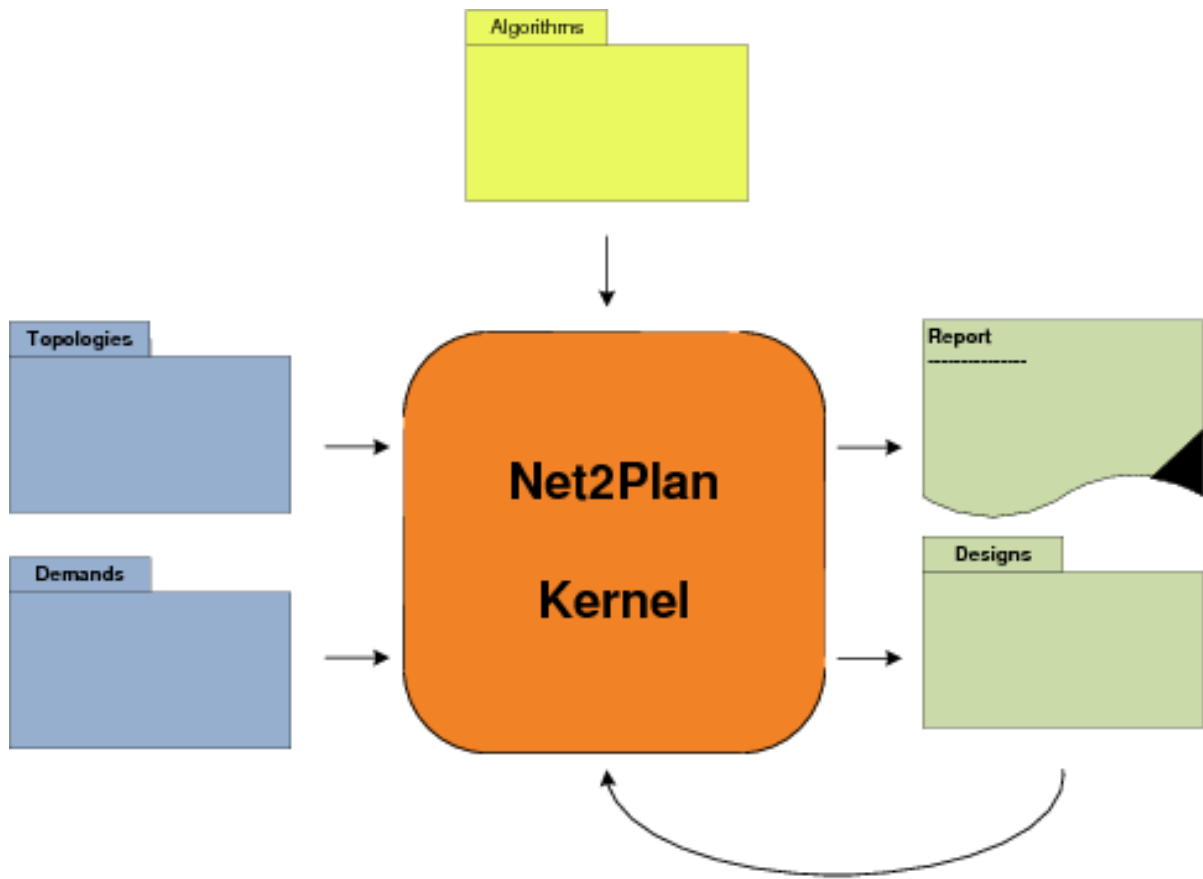 Algorithms
Topologies
Report
---------------
Net2Plan
Kernel
Demands
Designs